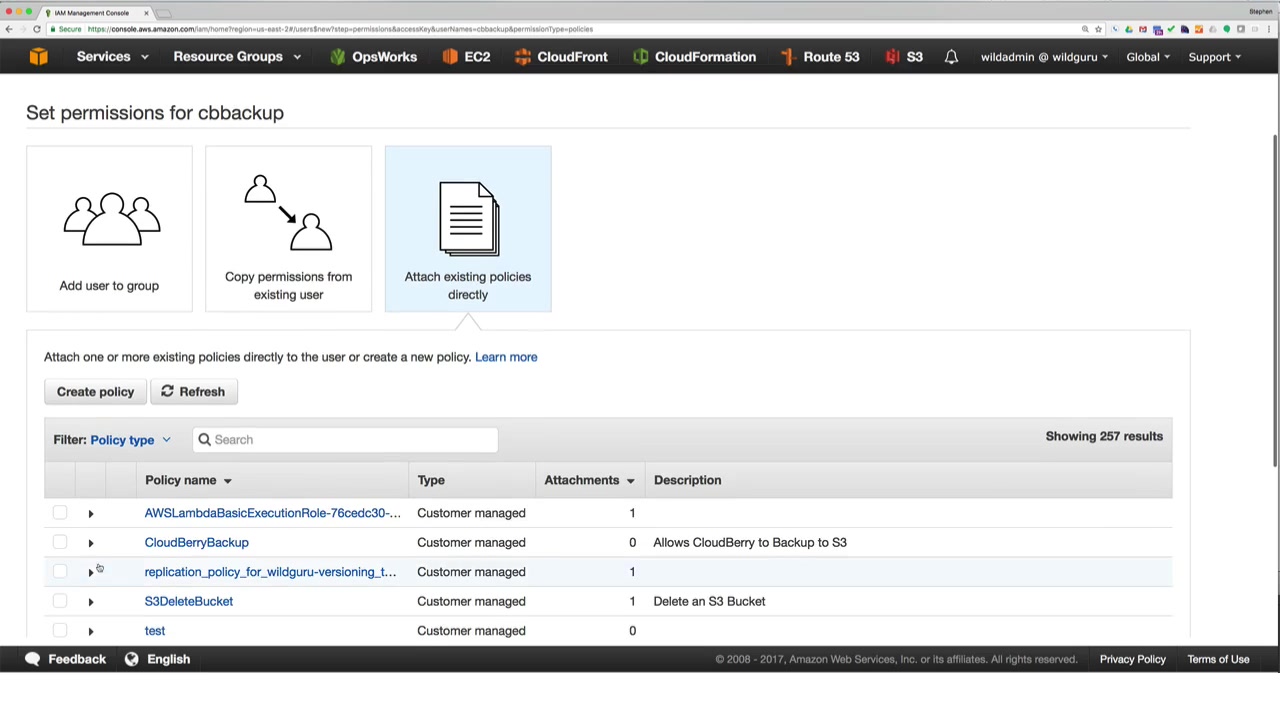 IAM Management Console
Stephen
Secure https://console.aws.amazon.com/iam/home?region=us-east-2#/users$new?step=permissions&accessKey&userNames=cbbackup&permissionType=policies
Services Resource Groups OpsWorks EC2 CloudFront CloudFormation Route 53 S3 wildadmin @ wildguru Global Support
Set permissions for cbbackup
Add user to group
Copy permissions from
existing user
Attach existing policies
directly
Attach one or more existing policies directly to the user or create a new policy. Learn more
Create policy Refresh
Filter: Policy type Search Showing 257 results
Policy name Type Attachments Description
AWSLambdaBasicExecutionRole-76cedc30-... Customer managed 1
CloudBerryBackup Customer managed 0 Allows CloudBerry to Backup to S3
replication_policy_for_wildguru-versioning_t... Customer managed 1
S3DeleteBucket Customer managed 1 Delete an S3 Bucket
test Customer managed 0
Feedback English © 2008 - 2017, Amazon Web Services, Inc. or its affiliates. All rights reserved. Privacy Policy Terms of Use